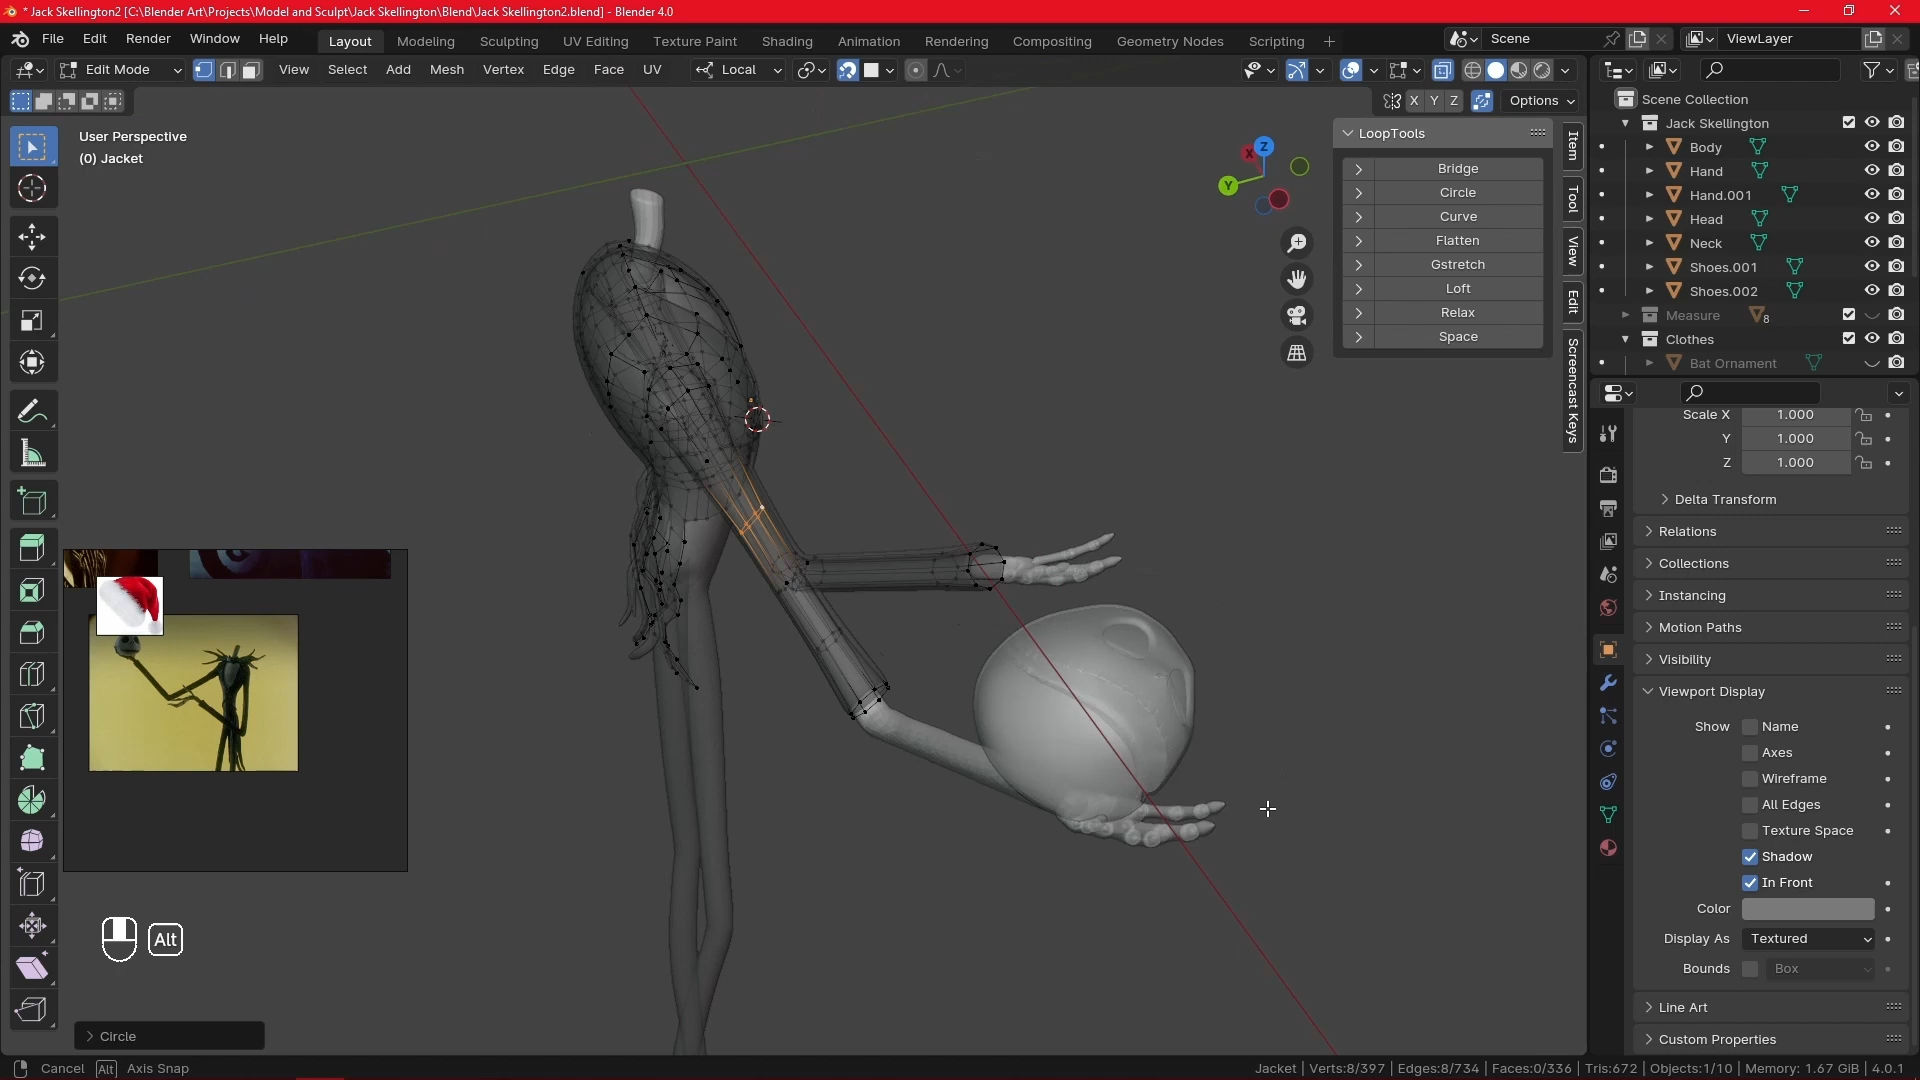 * Jack Skellington2 [C:\Blender Art\Projects\Model and Sculpt\Jack Skellington\Blend\Jack Skellington2.blend] - Blender 4.0
File Edit Render Window Help Layout Modeling Sculpting UV Editing Texture Paint Shading Animation Rendering Compositing Geometry Nodes Scripting + Scene ViewLayer
Edit Mode View Select Add Mesh Vertex Edge Face UV Local
X Y Z Options
User Perspective
(0) Jacket
Z
X
Y
LoopTools
Bridge
Circle
Curve
Flatten
Gstretch
Loft
Relax
Space
Item
Tool
View
Edit
Screencast Keys
Scene Collection
Jack Skellington
Body
Hand
Hand.001
Head
Neck
Shoes.001
Shoes.002
Measure 8
Clothes
Bat Ornament
Scale X 1.000
Y 1.000
Z 1.000
Delta Transform
Relations
Collections
Instancing
Motion Paths
Visibility
Viewport Display
Show Name
Axes
Wireframe
All Edges
Texture Space
Shadow
In Front
Color
Display As Textured
Bounds Box
Line Art
Custom Properties
Alt
Circle
Cancel Alt Axis Snap
Jacket | Verts:8/397 | Edges:8/734 | Faces:0/336 | Tris:672 | Objects:1/10 | Memory: 1.67 GiB | 4.0.1